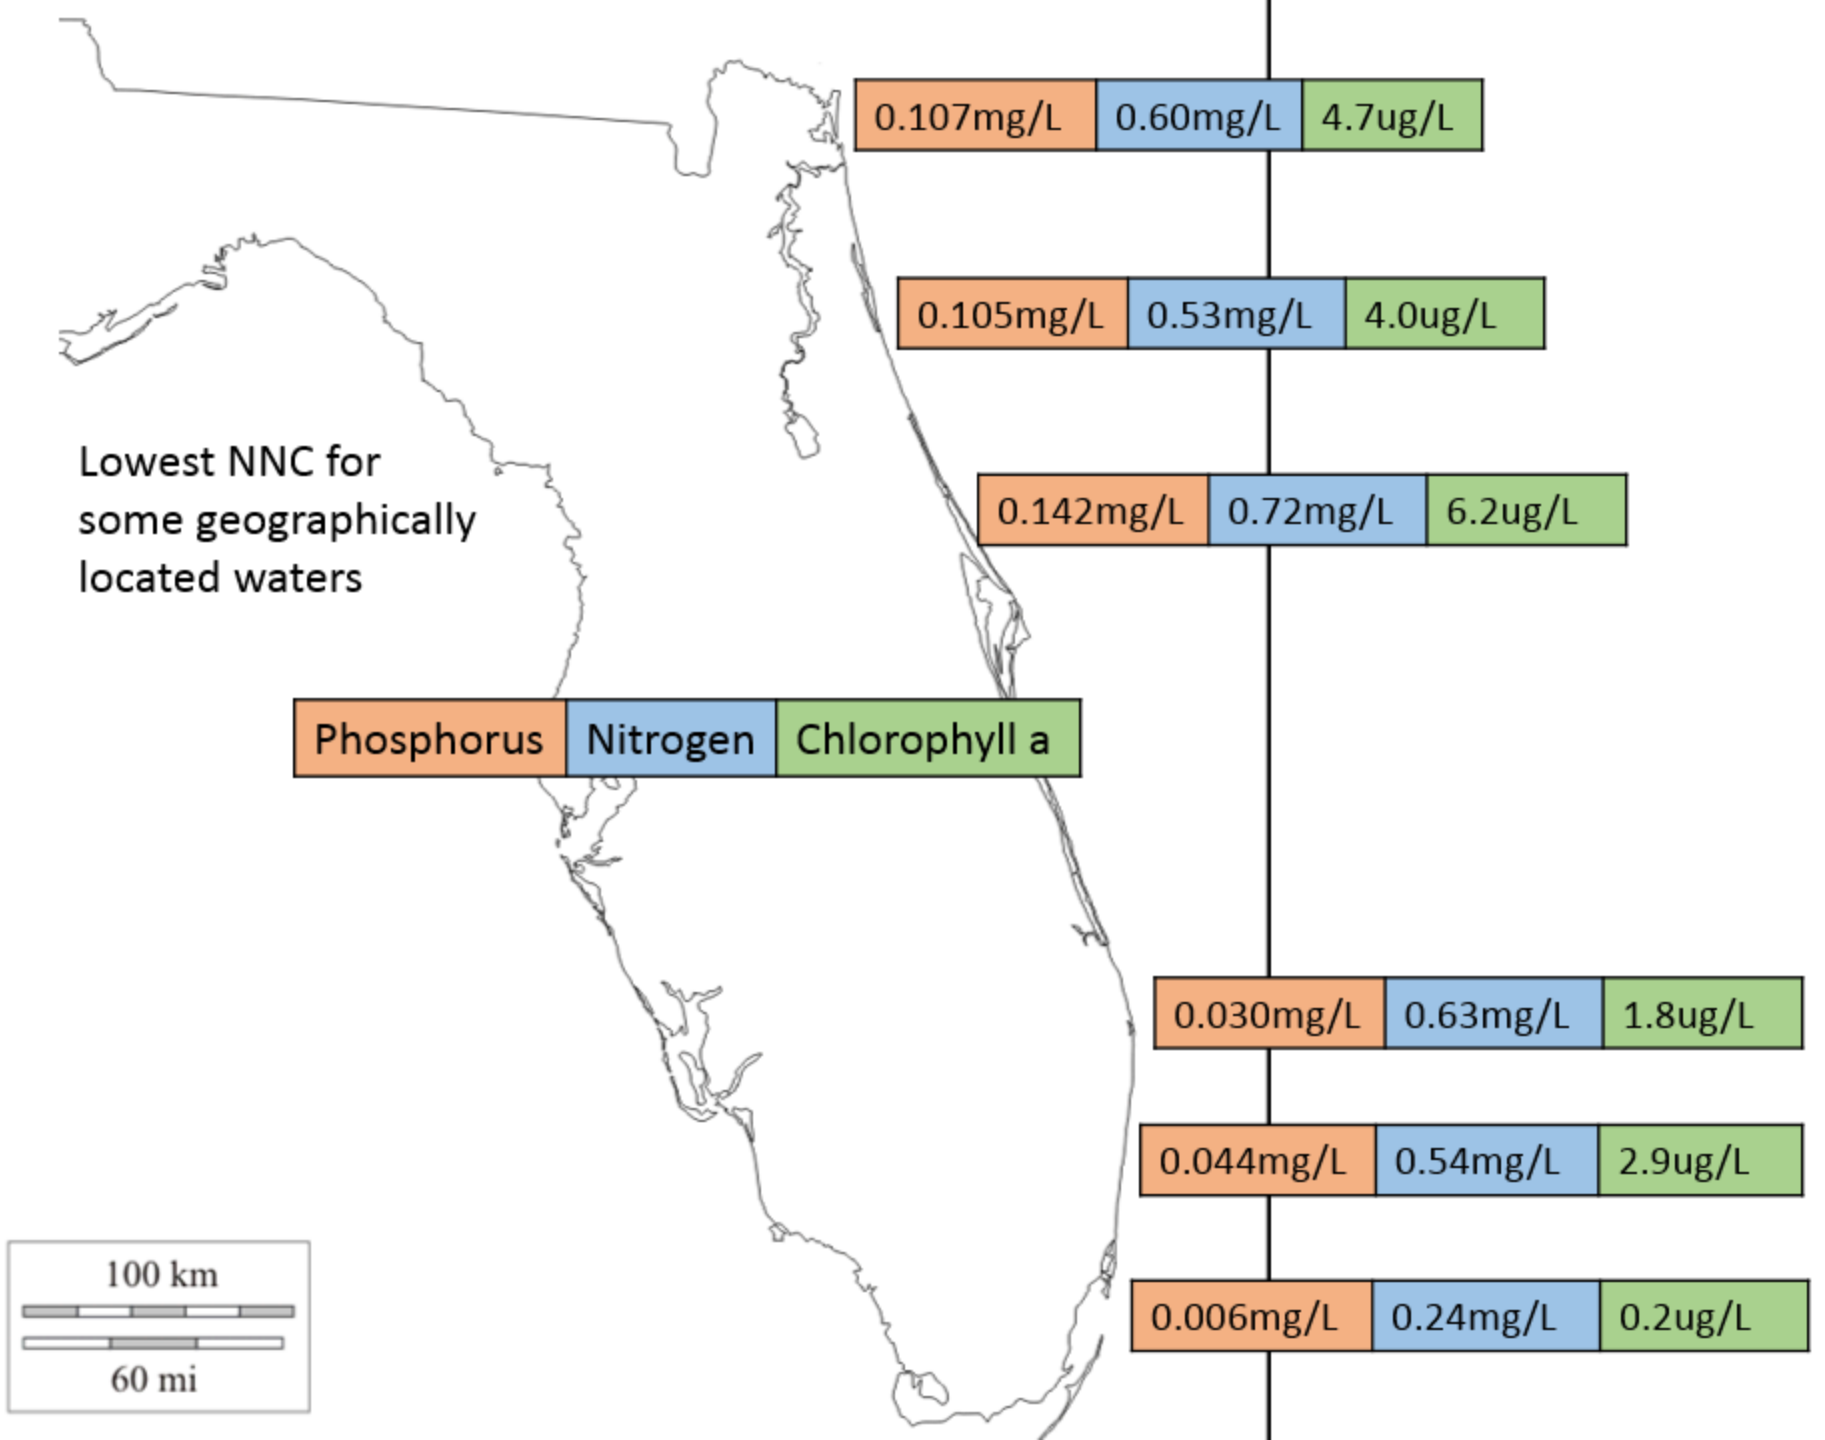 0.107mg/L 0.60mg/L 4.7ug/L
0.105mg/L 0.53mg/L 4.0ug/L
Lowest NNC for
some geographically
located waters
0.142mg/L 0.72mg/L 6.2ug/L
Phosphorus Nitrogen Chlorophyll a
0.030mg/L 0.63mg/L 1.8ug/L
0.044mg/L 0.54mg/L 2.9ug/L
0.006mg/L 0.24mg/L 0.2ug/L
100 km
60 mi